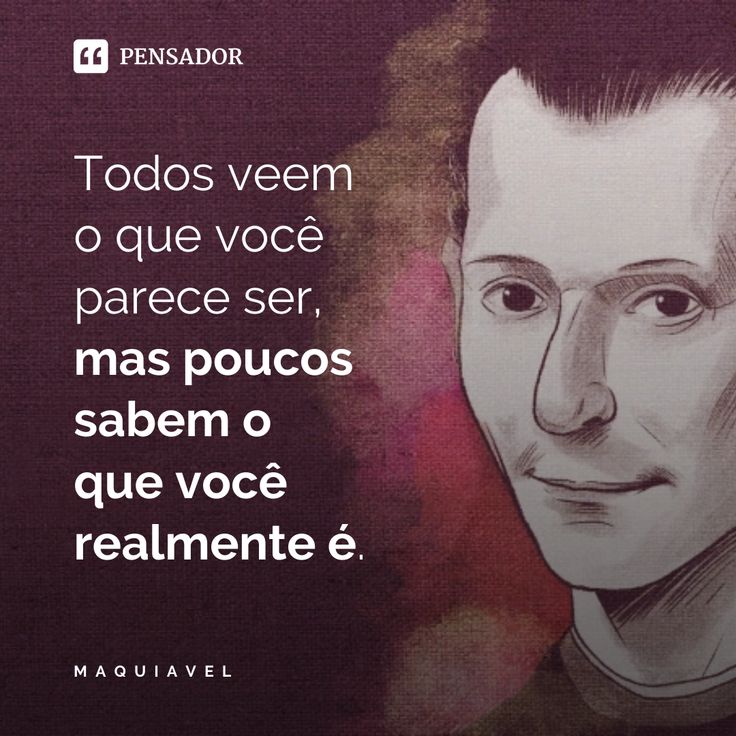 PENSADOR
Todos veem
o que você
parece ser,
mas poucos
sabem o
que você
realmente é.
MAQUIAVEL